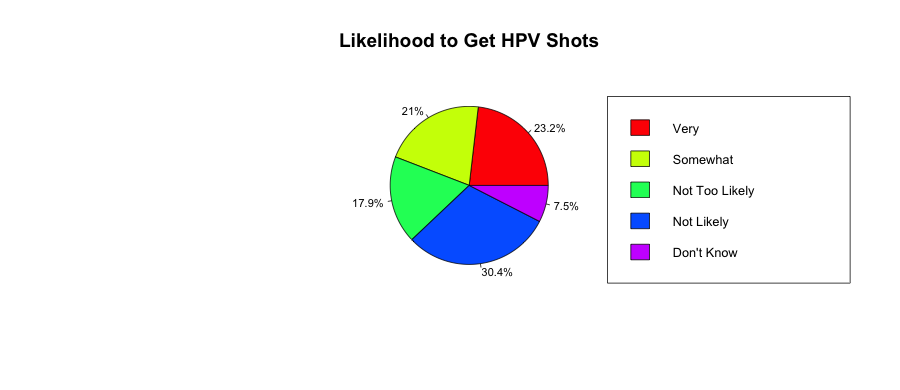 Likelihood to Get HPV Shots
21%
23.2%
17.9%
7.5%
30.4%
Very
Somewhat
Not Too Likely
Not Likely
Don't Know